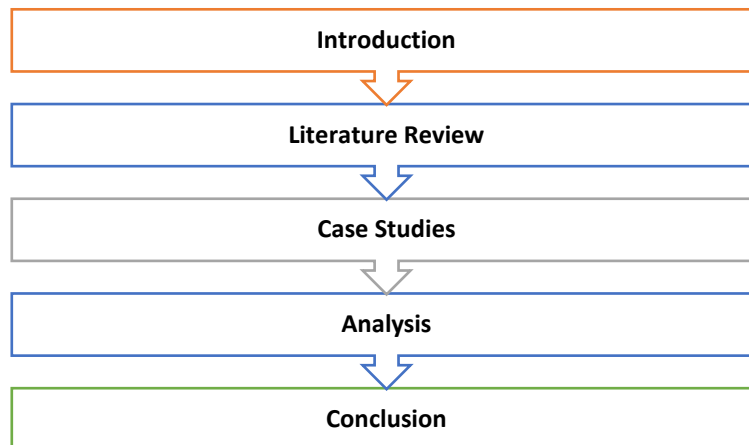 Introduction
Literature Review
Case Studies
Analysis
Conclusion